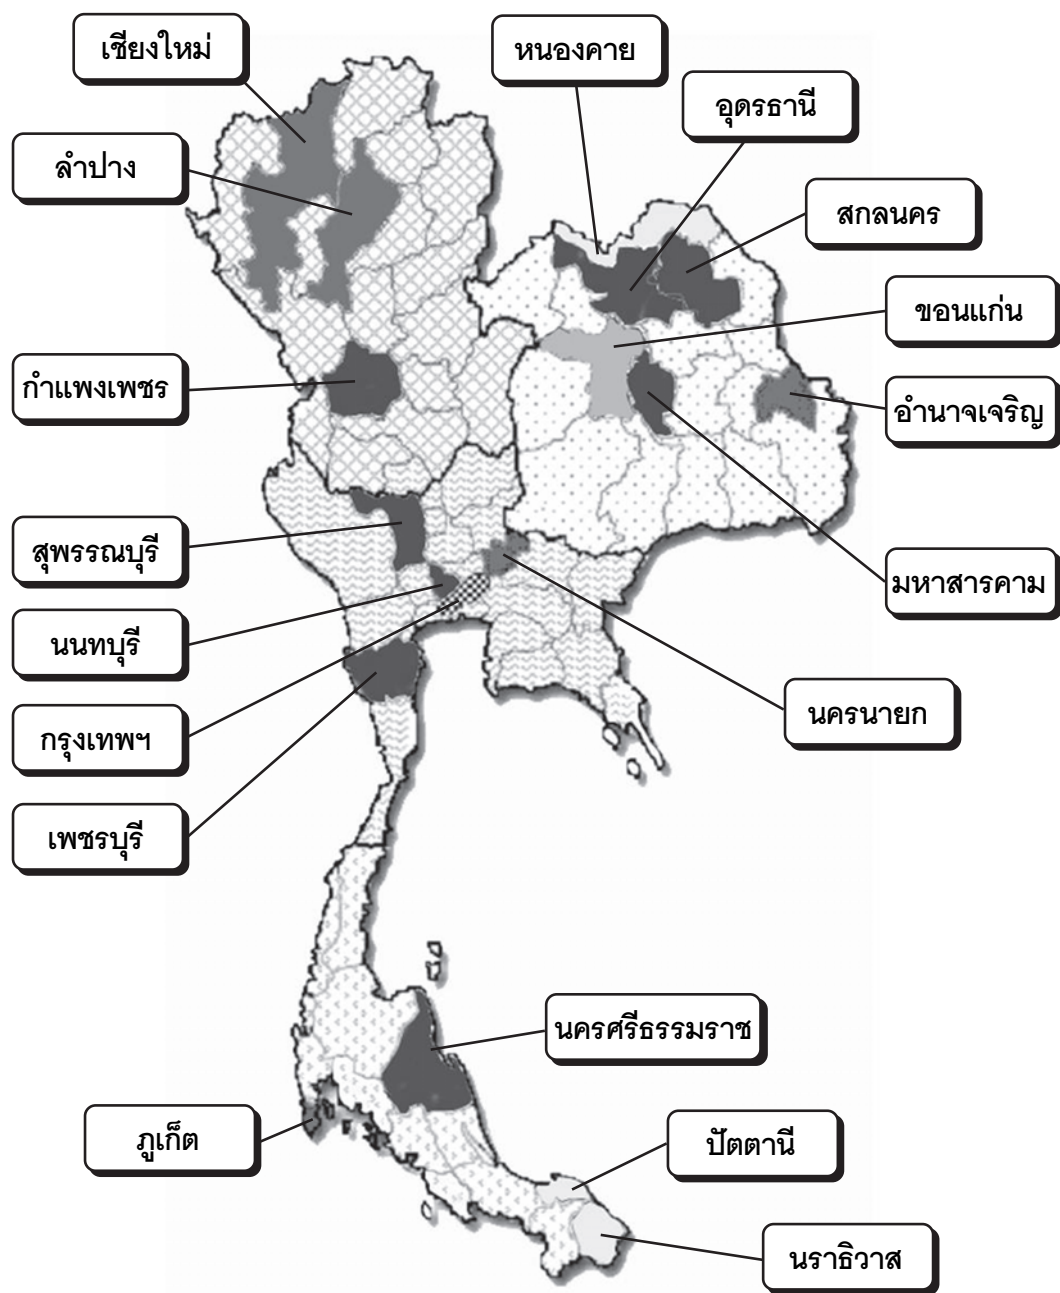 เชียงใหม่
หนองคาย
อุดรธานี
ลำปาง
สกลนคร
ขอนแก่น
กำแพงเพชร
อำนาจเจริญ
สุพรรณบุรี
มหาสารคาม
นนทบุรี
นครนายก
กรุงเทพฯ
เพชรบุรี
นครศรีธรรมราช
ภูเก็ต
ปัตตานี
นราธิวาส